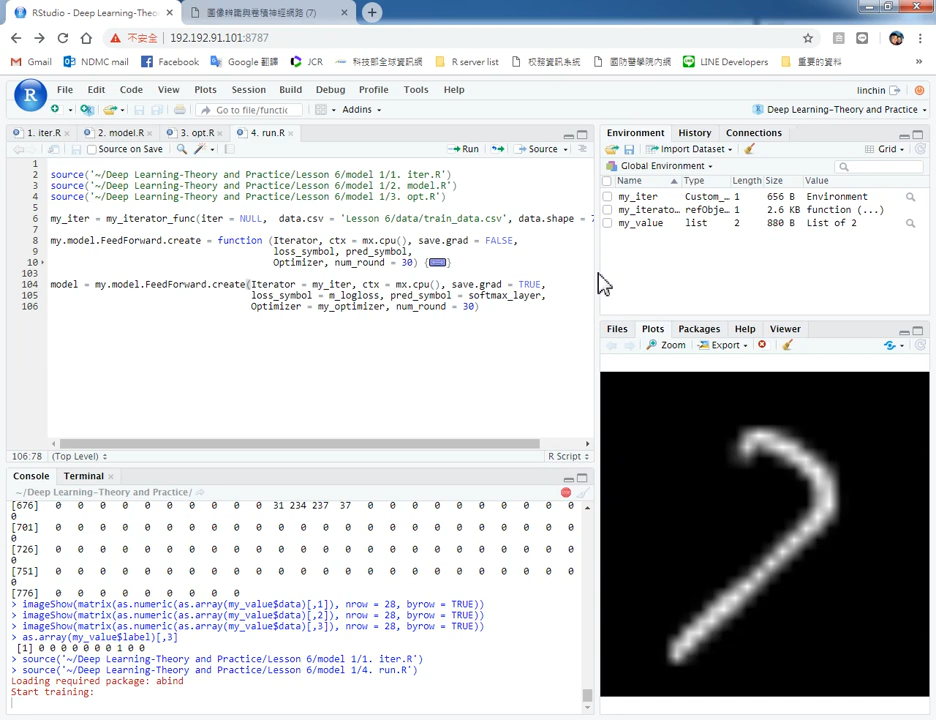 RStudio - Deep Learning-Theo
圖像辨識與卷積神經網路 (7)
不安全 192.192.91.101:8787
Gmail NDMC mail Facebook Google 翻譯 JCR 科技部全球資訊網 R server list 校務資訊系統 國防醫學院內網 LINE Developers 重要的資料 »
R File Edit Code View Plots Session Build Debug Profile Tools Help linchin
Go to file/functic Addins Deep Learning-Theory and Practice
1. iter.R 2. model.R 3. opt.R 4. run.R
Source on Save Run Source
1
2 source('~/Deep Learning-Theory and Practice/Lesson 6/model 1/1. iter.R')
3 source('~/Deep Learning-Theory and Practice/Lesson 6/model 1/2. model.R')
4 source('~/Deep Learning-Theory and Practice/Lesson 6/model 1/3. opt.R')
5
6 my_iter = my_iterator_func(iter = NULL, data.csv = 'Lesson 6/data/train_data.csv', data.shape = 7
7
8 my.model.FeedForward.create = function (Iterator, ctx = mx.cpu(), save.grad = FALSE,
9 loss_symbol, pred_symbol,
10 Optimizer, num_round = 30) {
103
104 model = my.model.FeedForward.create(Iterator = my_iter, ctx = mx.cpu(), save.grad = TRUE,
105 loss_symbol = m_logloss, pred_symbol = softmax_layer,
106 Optimizer = my_optimizer, num_round = 30)
106:78 (Top Level) R Script
Environment History Connections
Import Dataset Grid
Global Environment
Name Type Length Size Value
my_iter Custom_… 1 656 B Environment
my_iterato… refObje… 1 2.6 KB function (...)
my_value list 2 880 B List of 2
Files Plots Packages Help Viewer
Zoom Export
Console Terminal
~/Deep Learning-Theory and Practice/
[676] 0 0 0 0 0 0 0 0 0 0 31 234 237 37 0 0 0 0 0 0 0 0 0 0
0
[701] 0 0 0 0 0 0 0 0 0 0 0 0 0 0 0 0 0 0 0 0 0 0 0 0
0
[726] 0 0 0 0 0 0 0 0 0 0 0 0 0 0 0 0 0 0 0 0 0 0 0 0
0
[751] 0 0 0 0 0 0 0 0 0 0 0 0 0 0 0 0 0 0 0 0 0 0 0 0
0
[776] 0 0 0 0 0 0 0 0 0
> imageShow(matrix(as.numeric(as.array(my_value$data)[,1]), nrow = 28, byrow = TRUE))
> imageShow(matrix(as.numeric(as.array(my_value$data)[,2]), nrow = 28, byrow = TRUE))
> imageShow(matrix(as.numeric(as.array(my_value$data)[,3]), nrow = 28, byrow = TRUE))
> as.array(my_value$label)[,3]
[1] 0 0 0 0 0 0 0 1 0 0
> source('~/Deep Learning-Theory and Practice/Lesson 6/model 1/1. iter.R')
> source('~/Deep Learning-Theory and Practice/Lesson 6/model 1/4. run.R')
Loading required package: abind
Start training: